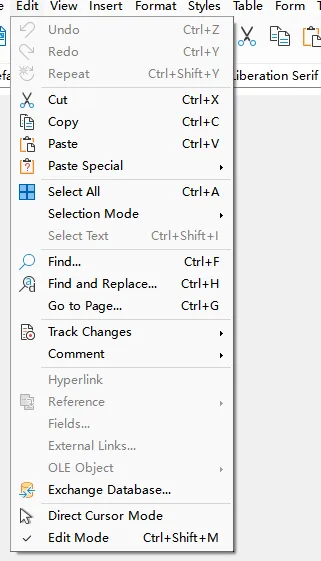 Edit View Insert Format Styles Table Form
Undo Ctrl+Z
Redo Ctrl+Y
Repeat Ctrl+Shift+Y
Liberation Serif
Cut Ctrl+X
Copy Ctrl+C
Paste Ctrl+V
Paste Special
Select All Ctrl+A
Selection Mode
Select Text Ctrl+Shift+I
Find... Ctrl+F
Find and Replace... Ctrl+H
Go to Page... Ctrl+G
Track Changes
Comment
Hyperlink
Reference
Fields...
External Links...
OLE Object
Exchange Database...
Direct Cursor Mode
Edit Mode Ctrl+Shift+M